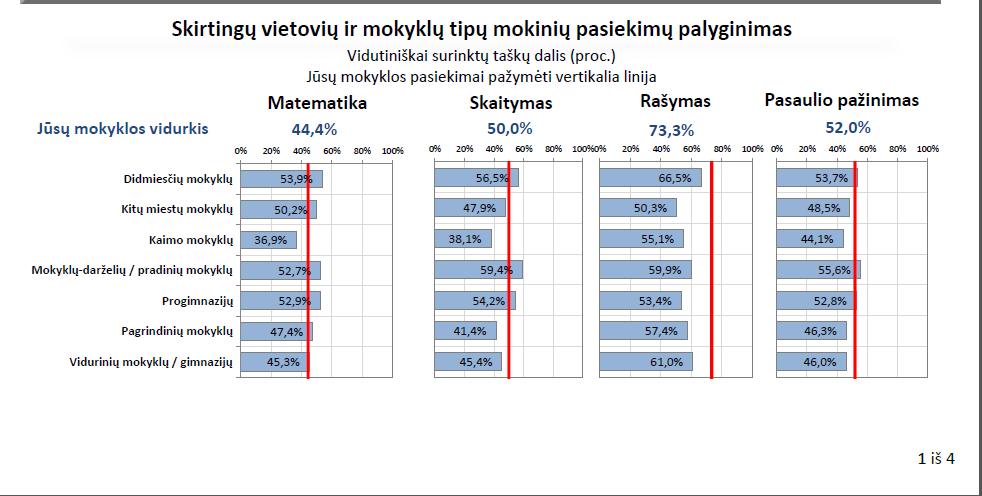 Skirtingų vietovių ir mokyklų tipų mokinių pasiekimų palyginimas
Vidutiniškai surinktų taškų dalis (proc.)
Jūsų mokyklos pasiekimai pažymėti vertikalia linija
Matematika Skaitymas Rašymas Pasaulio pažinimas
Jūsų mokyklos vidurkis 44,4% 50,0% 73,3% 52,0%
0% 20% 40% 60% 80% 100% 0% 20% 40% 60% 80% 100% 0% 20% 40% 60% 80% 100% 0% 20% 40% 60% 80% 100%
Didmiesčių mokyklų 53,9% 56,5% 66,5% 53,7%
Kitų miestų mokyklų 50,2% 47,9% 50,3% 48,5%
Kaimo mokyklų 36,9% 38,1% 55,1% 44,1%
Mokyklų-darželių / pradinių mokyklų 52,7% 59,4% 59,9% 55,6%
Progimnazijų 52,9% 54,2% 53,4% 52,8%
Pagrindinių mokyklų 47,4% 41,4% 57,4% 46,3%
Vidurinių mokyklų / gimnazijų 45,3% 45,4% 61,0% 46,0%
1 iš 4